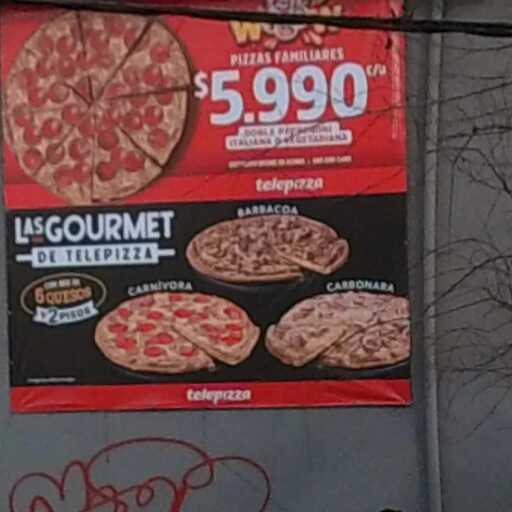 PIZZAS FAMILIARES
$5.990 c/u
DOBLE PEPPERONI
ITALIANA O VEGETARIANA
telepizza
LAS GOURMET
DE TELEPIZZA
BARBACOA
CARNÍVORA
CARBONARA
6 QUESOS
Y 2 PISOS
telepizza